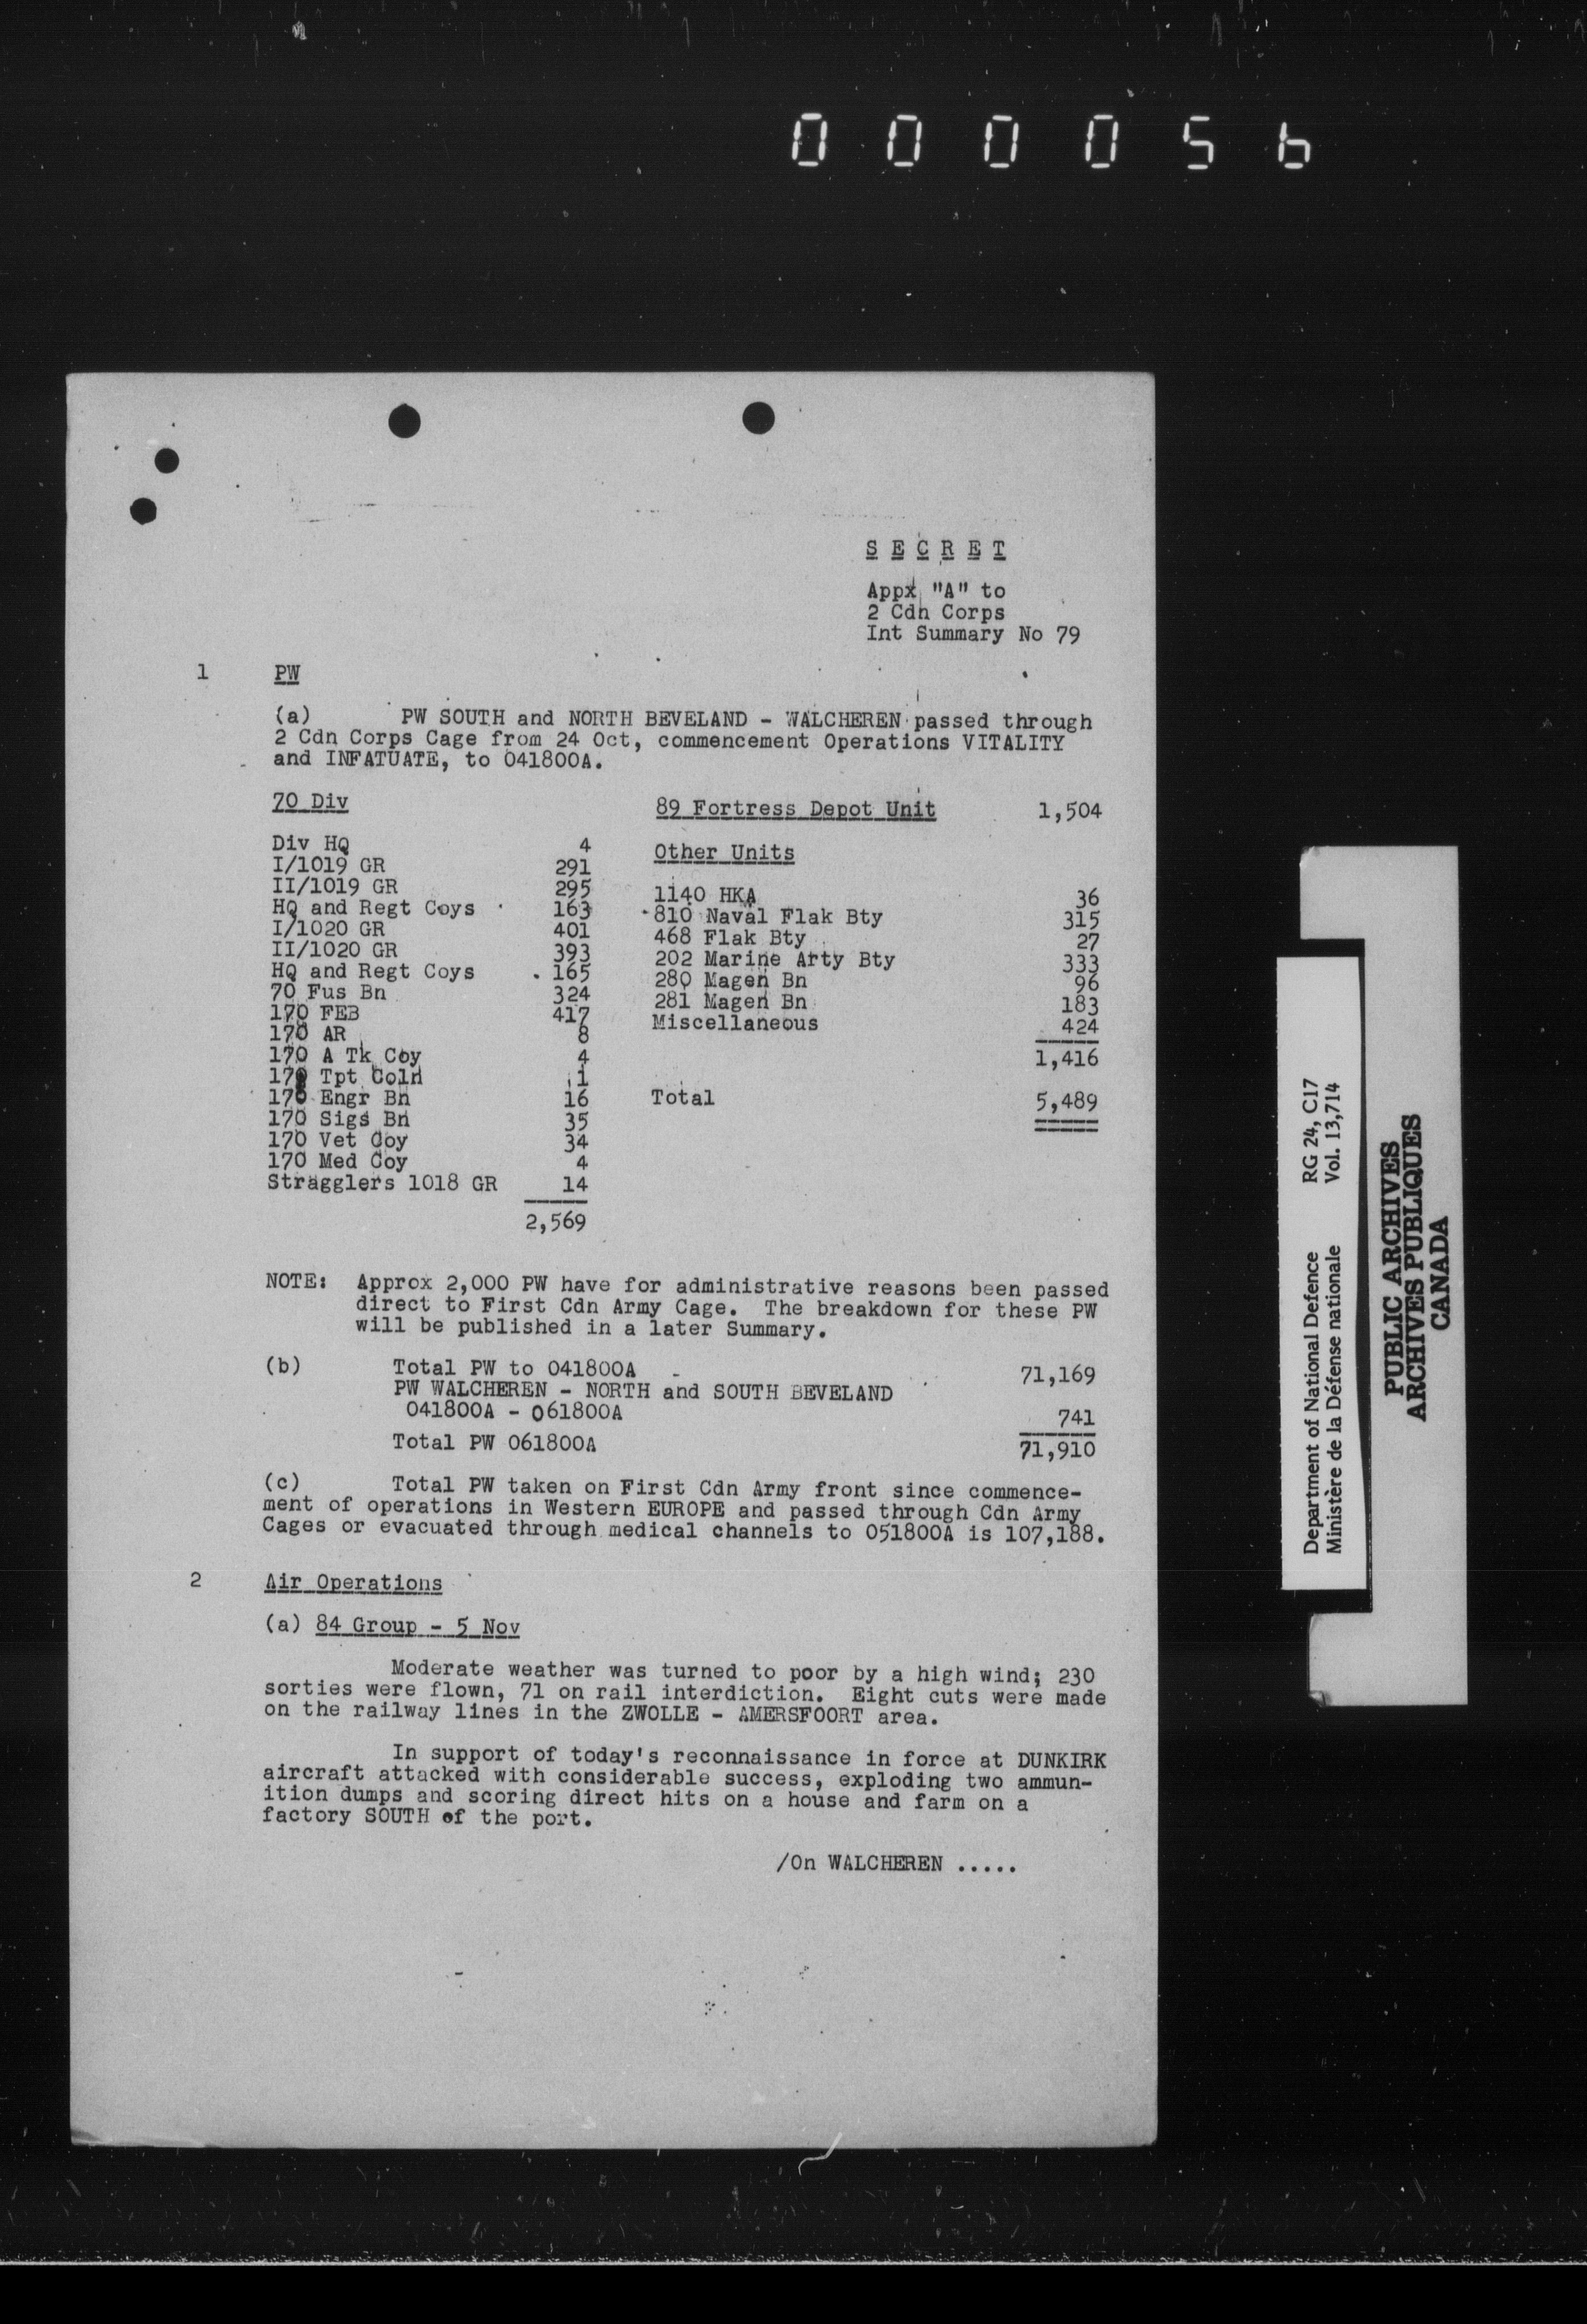 000056
S E C R E T
Appx "A" to
2 Cdn Corps
Int Summary No 79
1 PW
(a) PW SOUTH and NORTH BEVELAND - WALCHEREN passed through
2 Cdn Corps Cage from 24 Oct, commencement Operations VITALITY
and INFATUATE, to 041800A.
70 Div
Div HQ 4
I/1019 GR 291
II/1019 GR 295
HQ and Regt Coys 163
I/1020 GR 401
II/1020 GR 393
HQ and Regt Coys 165
70 Fus Bn 324
170 FEB 417
170 AR 8
170 A Tk Coy 4
170 Tpt Coln 1
170 Engr Bn 16
170 Sigs Bn 35
170 Vet Coy 34
170 Med Coy 4
Stragglers 1018 GR 14
2,569
89 Fortress Depot Unit 1,504
Other Units
1140 HKA 36
810 Naval Flak Bty 315
468 Flak Bty 27
202 Marine Arty Bty 333
280 Magen Bn 96
281 Magen Bn 183
Miscellaneous 424
1,416
Total 5,489
NOTE: Approx 2,000 PW have for administrative reasons been passed
direct to First Cdn Army Cage. The breakdown for these PW
will be published in a later Summary.
(b) Total PW to 041800A - 71,169
PW WALCHEREN - NORTH and SOUTH BEVELAND
041800A - 061800A 741
Total PW 061800A 71,910
(c) Total PW taken on First Cdn Army front since commence-
ment of operations in Western EUROPE and passed through Cdn Army
Cages or evacuated through medical channels to 051800A is 107,188.
2 Air Operations
(a) 84 Group - 5 Nov
Moderate weather was turned to poor by a high wind; 230
sorties were flown, 71 on rail interdiction. Eight cuts were made
on the railway lines in the ZWOLLE - AMERSFOORT area.
In support of today's reconnaissance in force at DUNKIRK
aircraft attacked with considerable success, exploding two ammun-
ition dumps and scoring direct hits on a house and farm on a
factory SOUTH of the port.
/On WALCHEREN .....
Department of National Defence RG 24, C17
Ministère de la Défense nationale Vol. 13,714
PUBLIC ARCHIVES
ARCHIVES PUBLIQUES
CANADA